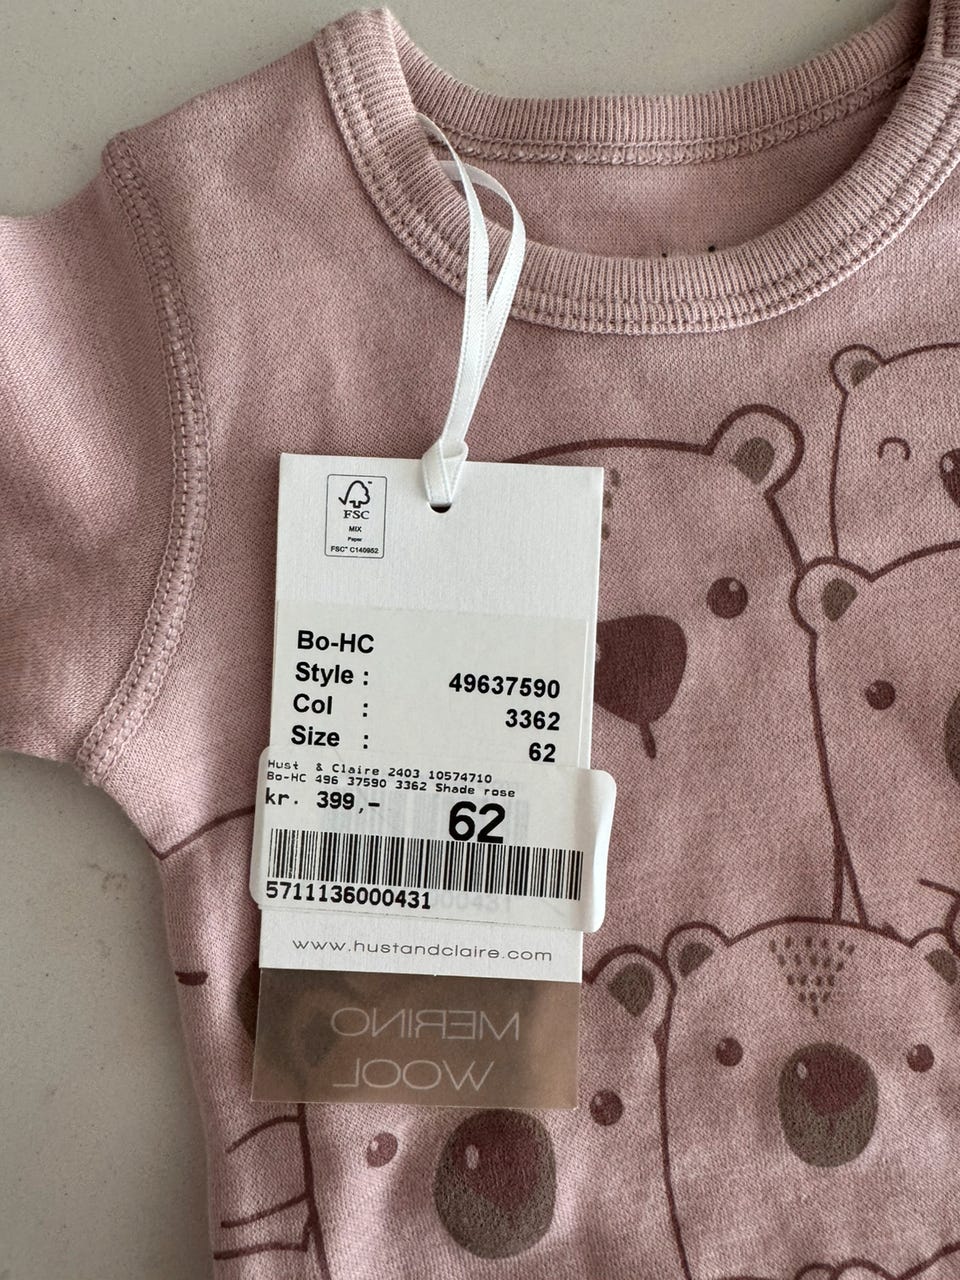 FSC
MIX
Paper
FSC® C140952
Bo-HC
Style : 49637590
Col : 3362
Size : 62
Hust & Claire 2403 10574710
Bo-HC 496 37590 3362 Shade rose
kr. 399,- 62
5711136000431
www.hustandclaire.com
MERINO
WOOL